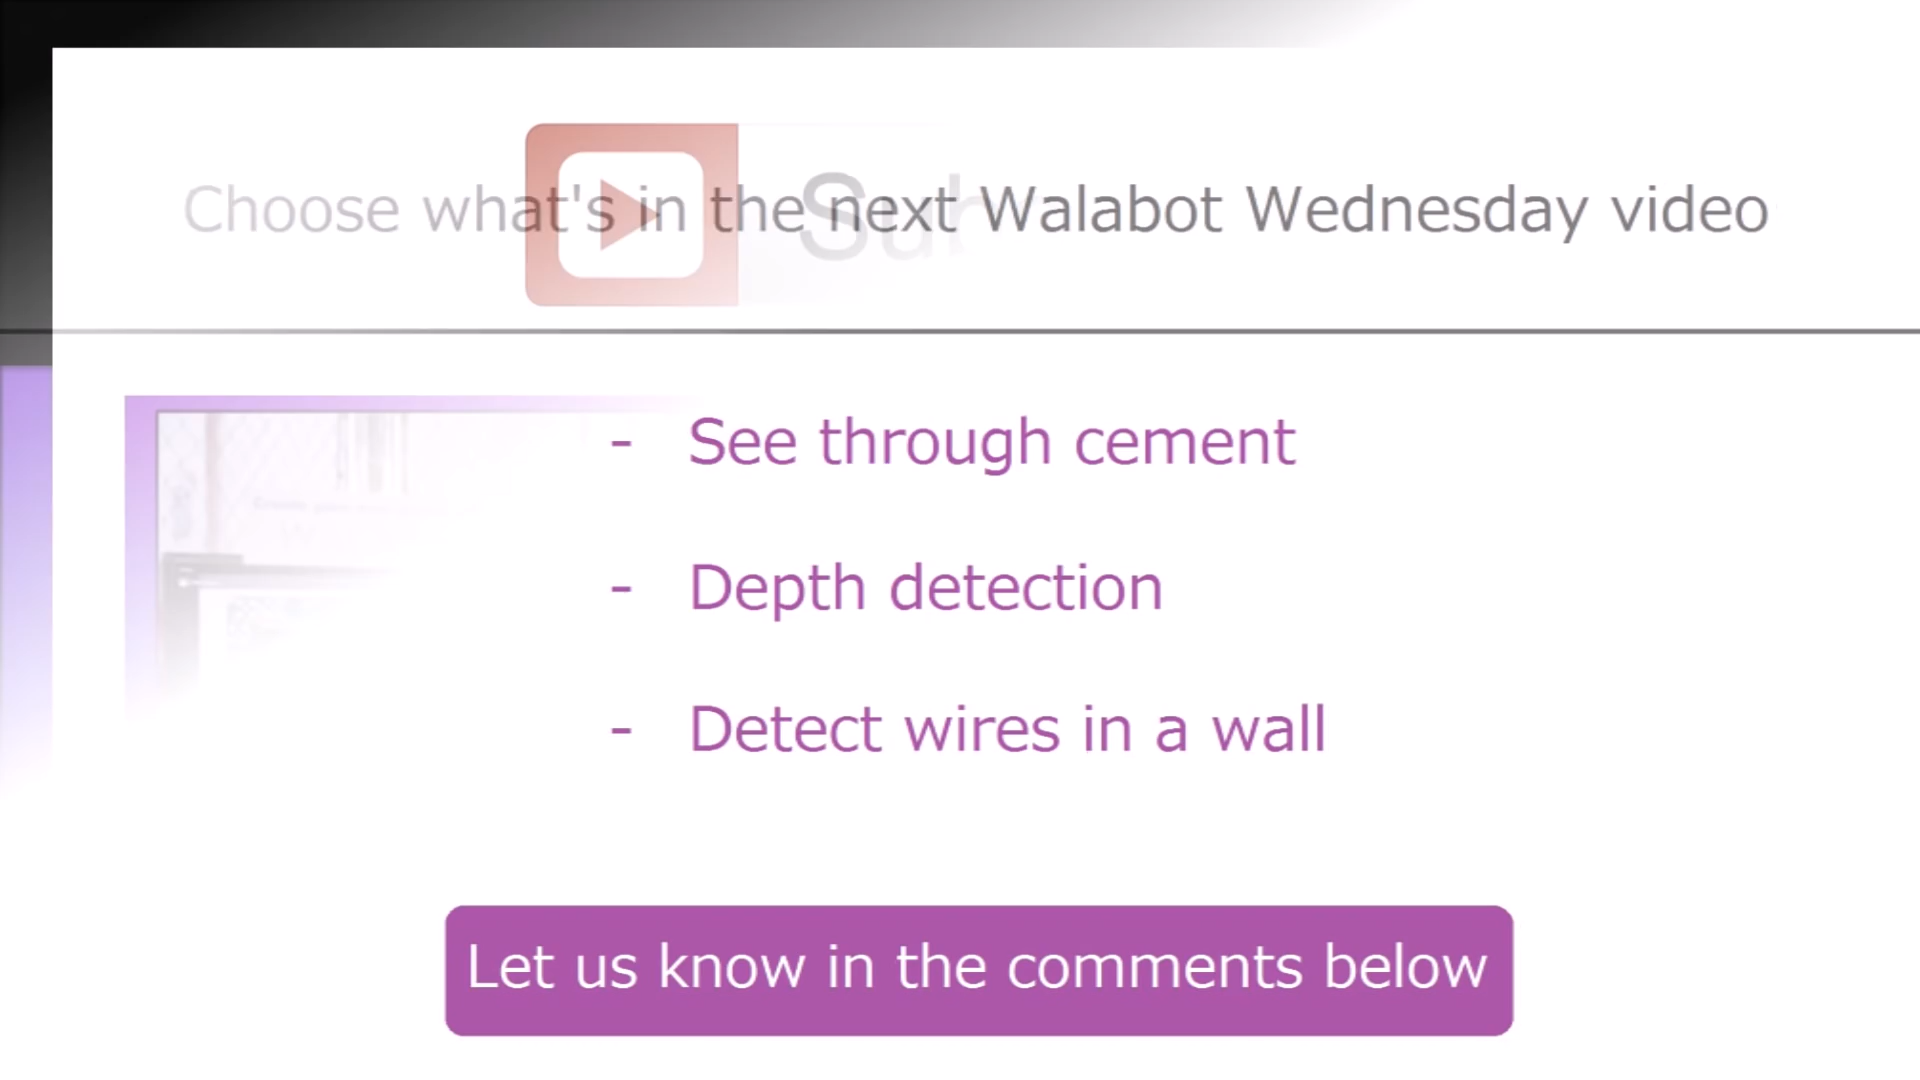 Choose what's in the next Walabot Wednesday video
- See through cement
- Depth detection
- Detect wires in a wall
Let us know in the comments below